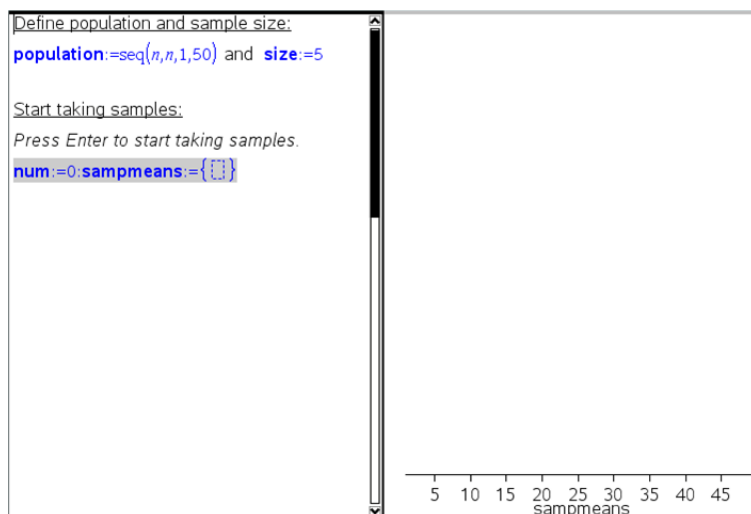 Define population and sample size:
population:=seq(n,n,1,50) and size:=5
Start taking samples:
Press Enter to start taking samples.
num:=0:sampmeans:={}
5 10 15 20 25 30 35 40 45
sampmeans